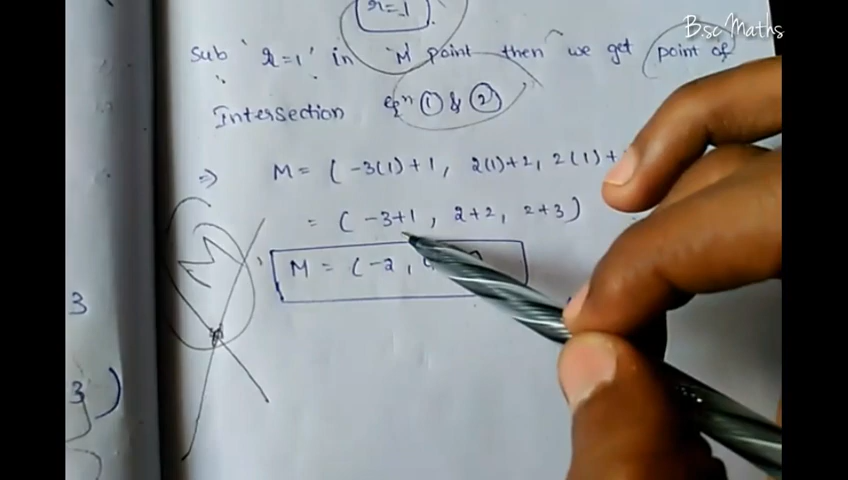 B.sc Maths
r=1
Sub 'r=1' in 'M' point then we get point of
Intersection eqn ① & ②
⇒ M = ( -3(1)+1, 2(1)+2, 2(1)+
= ( -3+1, 2+2, 2+3)
M = (-2,
M
3
3)